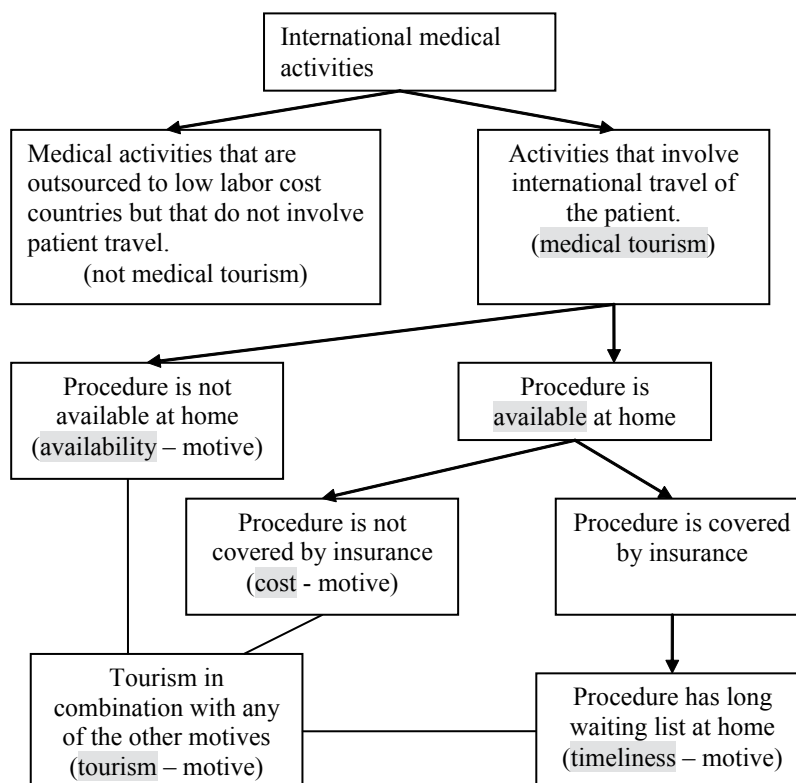 International medical
activities
Medical activities that are
outsourced to low labor cost
countries but that do not involve
patient travel.
(not medical tourism)
Activities that involve
international travel of
the patient.
(medical tourism)
Procedure is not
available at home
(availability – motive)
Procedure is
available at home
Procedure is not
covered by insurance
(cost - motive)
Procedure is covered
by insurance
Tourism in
combination with any
of the other motives
(tourism – motive)
Procedure has long
waiting list at home
(timeliness – motive)